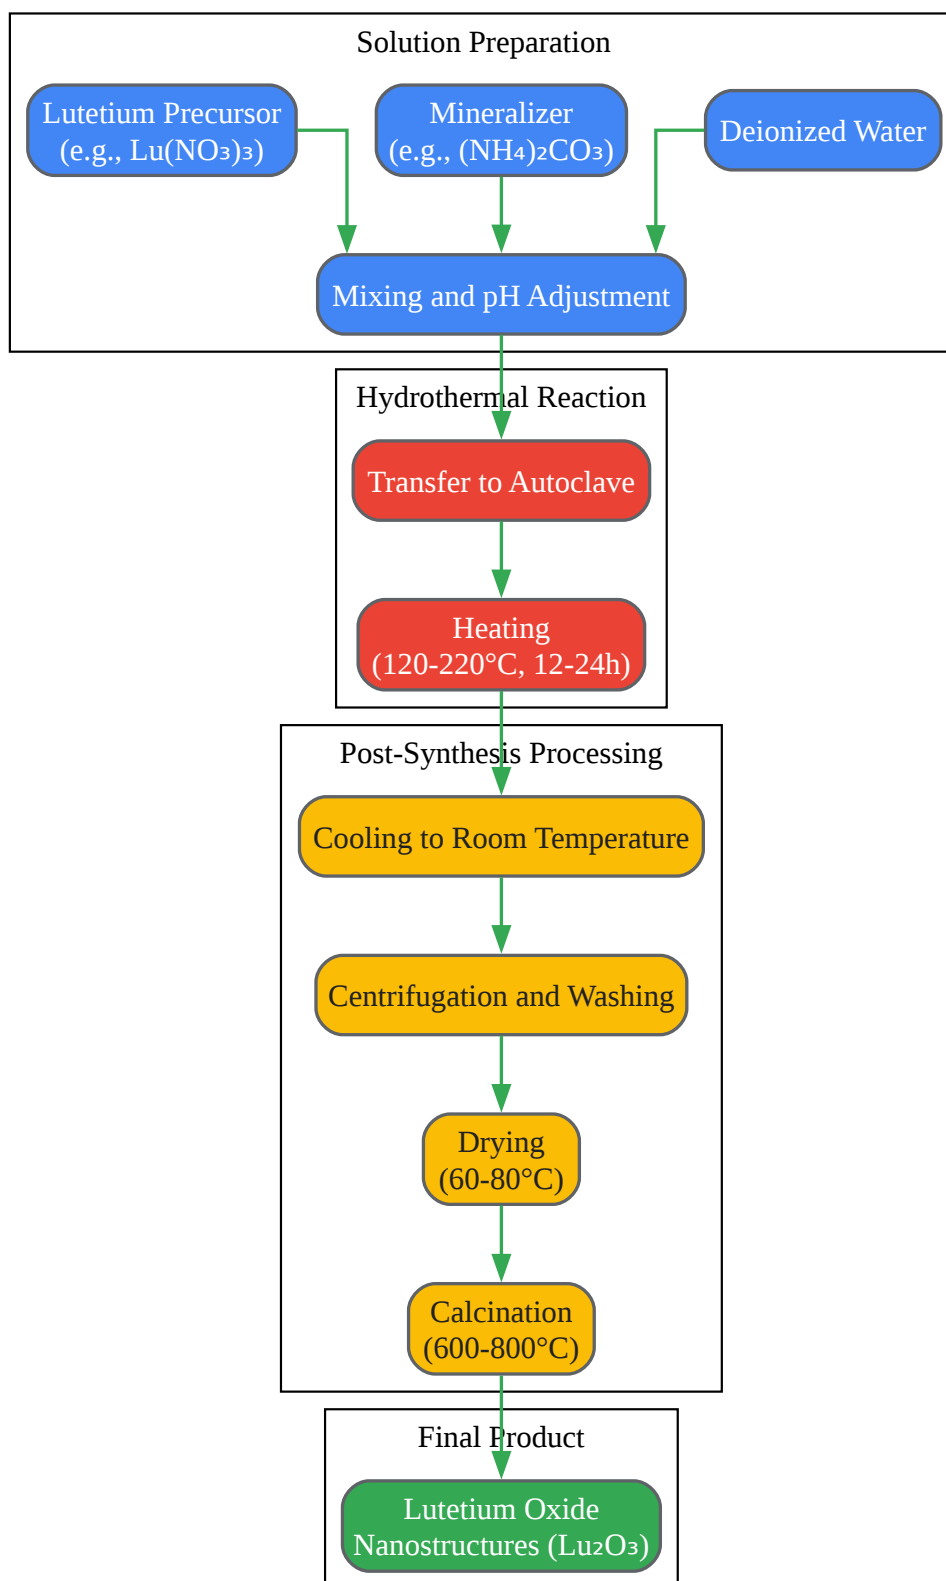 Solution Preparation
Lutetium Precursor
(e.g., Lu(NO₃)₃)
Mineralizer
(e.g., (NH₄)₂CO₃)
Deionized Water
Mixing and pH Adjustment
Hydrothermal Reaction
Transfer to Autoclave
Heating
(120-220°C, 12-24h)
Post-Synthesis Processing
Cooling to Room Temperature
Centrifugation and Washing
Drying
(60-80°C)
Calcination
(600-800°C)
Final Product
Lutetium Oxide
Nanostructures (Lu₂O₃)